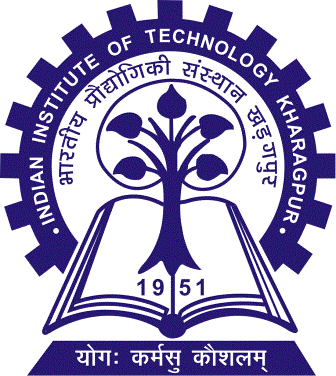 INDIAN INSTITUTE OF TECHNOLOGY KHARAGPUR
भारतीय प्रौद्योगिकी संस्थान खड़गपुर
1951
योगः कर्मसु कौशलम्